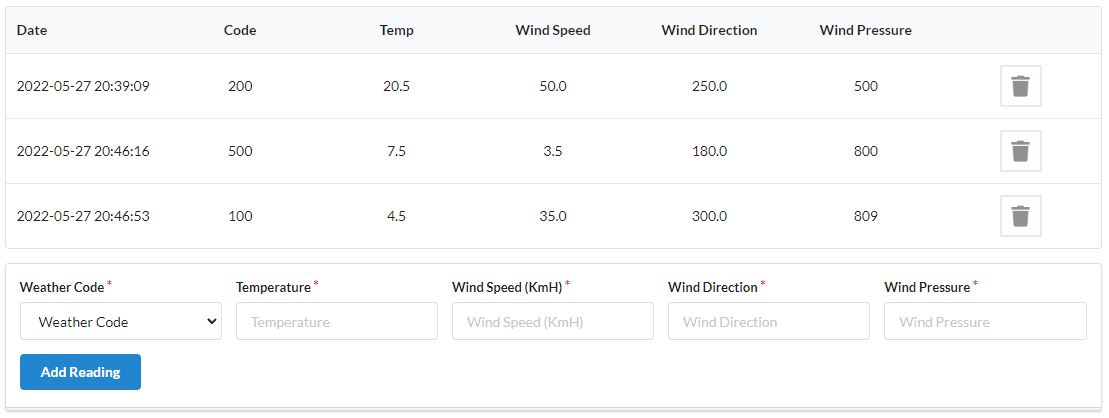 Date Code Temp Wind Speed Wind Direction Wind Pressure
2022-05-27 20:39:09 200 20.5 50.0 250.0 500
2022-05-27 20:46:16 500 7.5 3.5 180.0 800
2022-05-27 20:46:53 100 4.5 35.0 300.0 809
Weather Code * Temperature * Wind Speed (KmH) * Wind Direction * Wind Pressure *
Weather Code Temperature Wind Speed (KmH) Wind Direction Wind Pressure
Add Reading